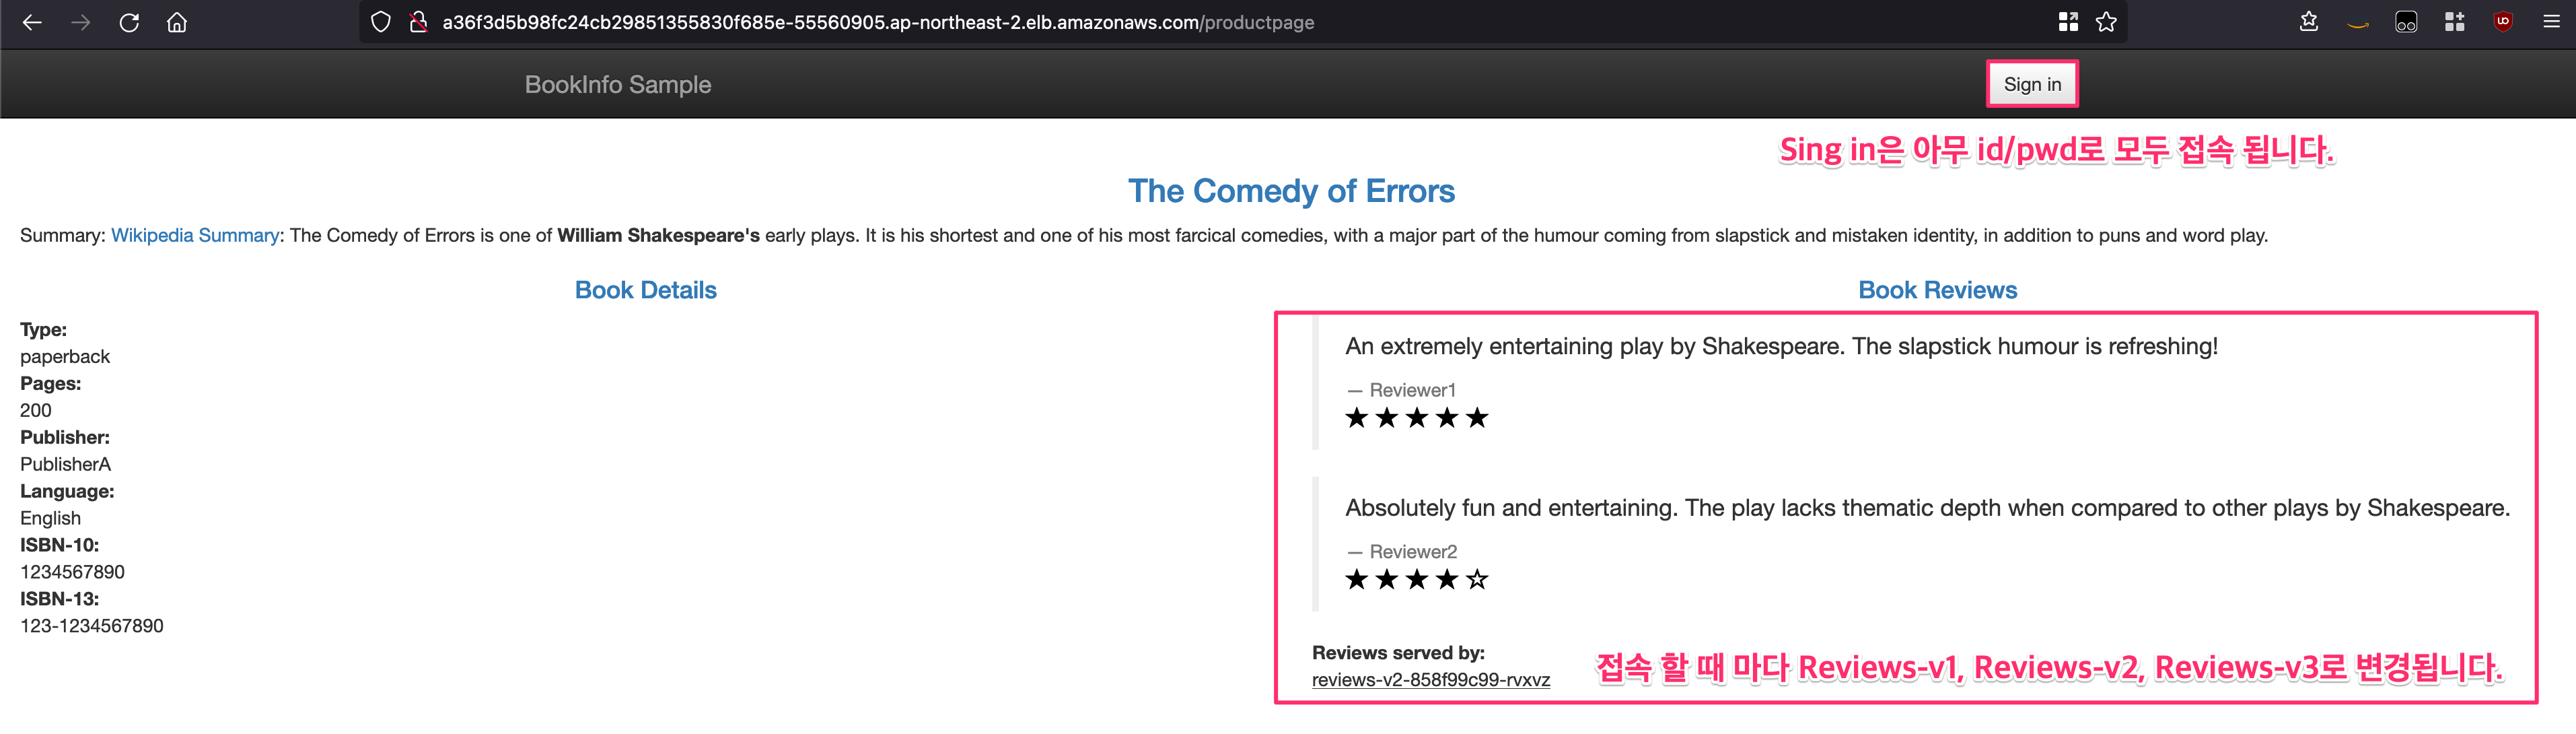 a36f3d5b98fc24cb29851355830f685e-55560905.ap-northeast-2.elb.amazonaws.com/productpage
BookInfo Sample
Sign in
Sing in은 아무 id/pwd로 모두 접속 됩니다.
The Comedy of Errors
Summary: Wikipedia Summary: The Comedy of Errors is one of William Shakespeare's early plays. It is his shortest and one of his most farcical comedies, with a major part of the humour coming from slapstick and mistaken identity, in addition to puns and word play.
Book Details
Type:
paperback
Pages:
200
Publisher:
PublisherA
Language:
English
ISBN-10:
1234567890
ISBN-13:
123-1234567890
Book Reviews
An extremely entertaining play by Shakespeare. The slapstick humour is refreshing!
— Reviewer1
★★★★★
Absolutely fun and entertaining. The play lacks thematic depth when compared to other plays by Shakespeare.
— Reviewer2
★★★★☆
Reviews served by:
reviews-v2-858f99c99-rvxvz
접속 할 때 마다 Reviews-v1, Reviews-v2, Reviews-v3로 변경됩니다.